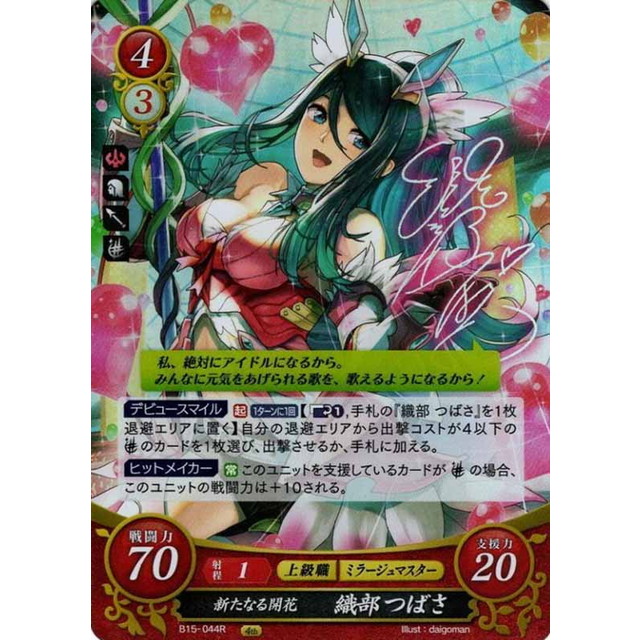 4
3
私、絶対にアイドルになるから。
みんなに元気をあげられる歌を、歌えるようになるから！
デビュースマイル 起 1ターンに1回【1,手札の『織部 つばさ』を1枚
退避エリアに置く】自分の退避エリアから出撃コストが4以下の
のカードを1枚選び、出撃させるか、手札に加える。
ヒットメイカー 常 このユニットを支援しているカードが の場合、
このユニットの戦闘力は+10される。
戦闘力
70
射程 1
上級職 ミラージュマスター
支援力
20
新たなる開花 織部 つばさ
B15-044R 4th Illust : daigoman